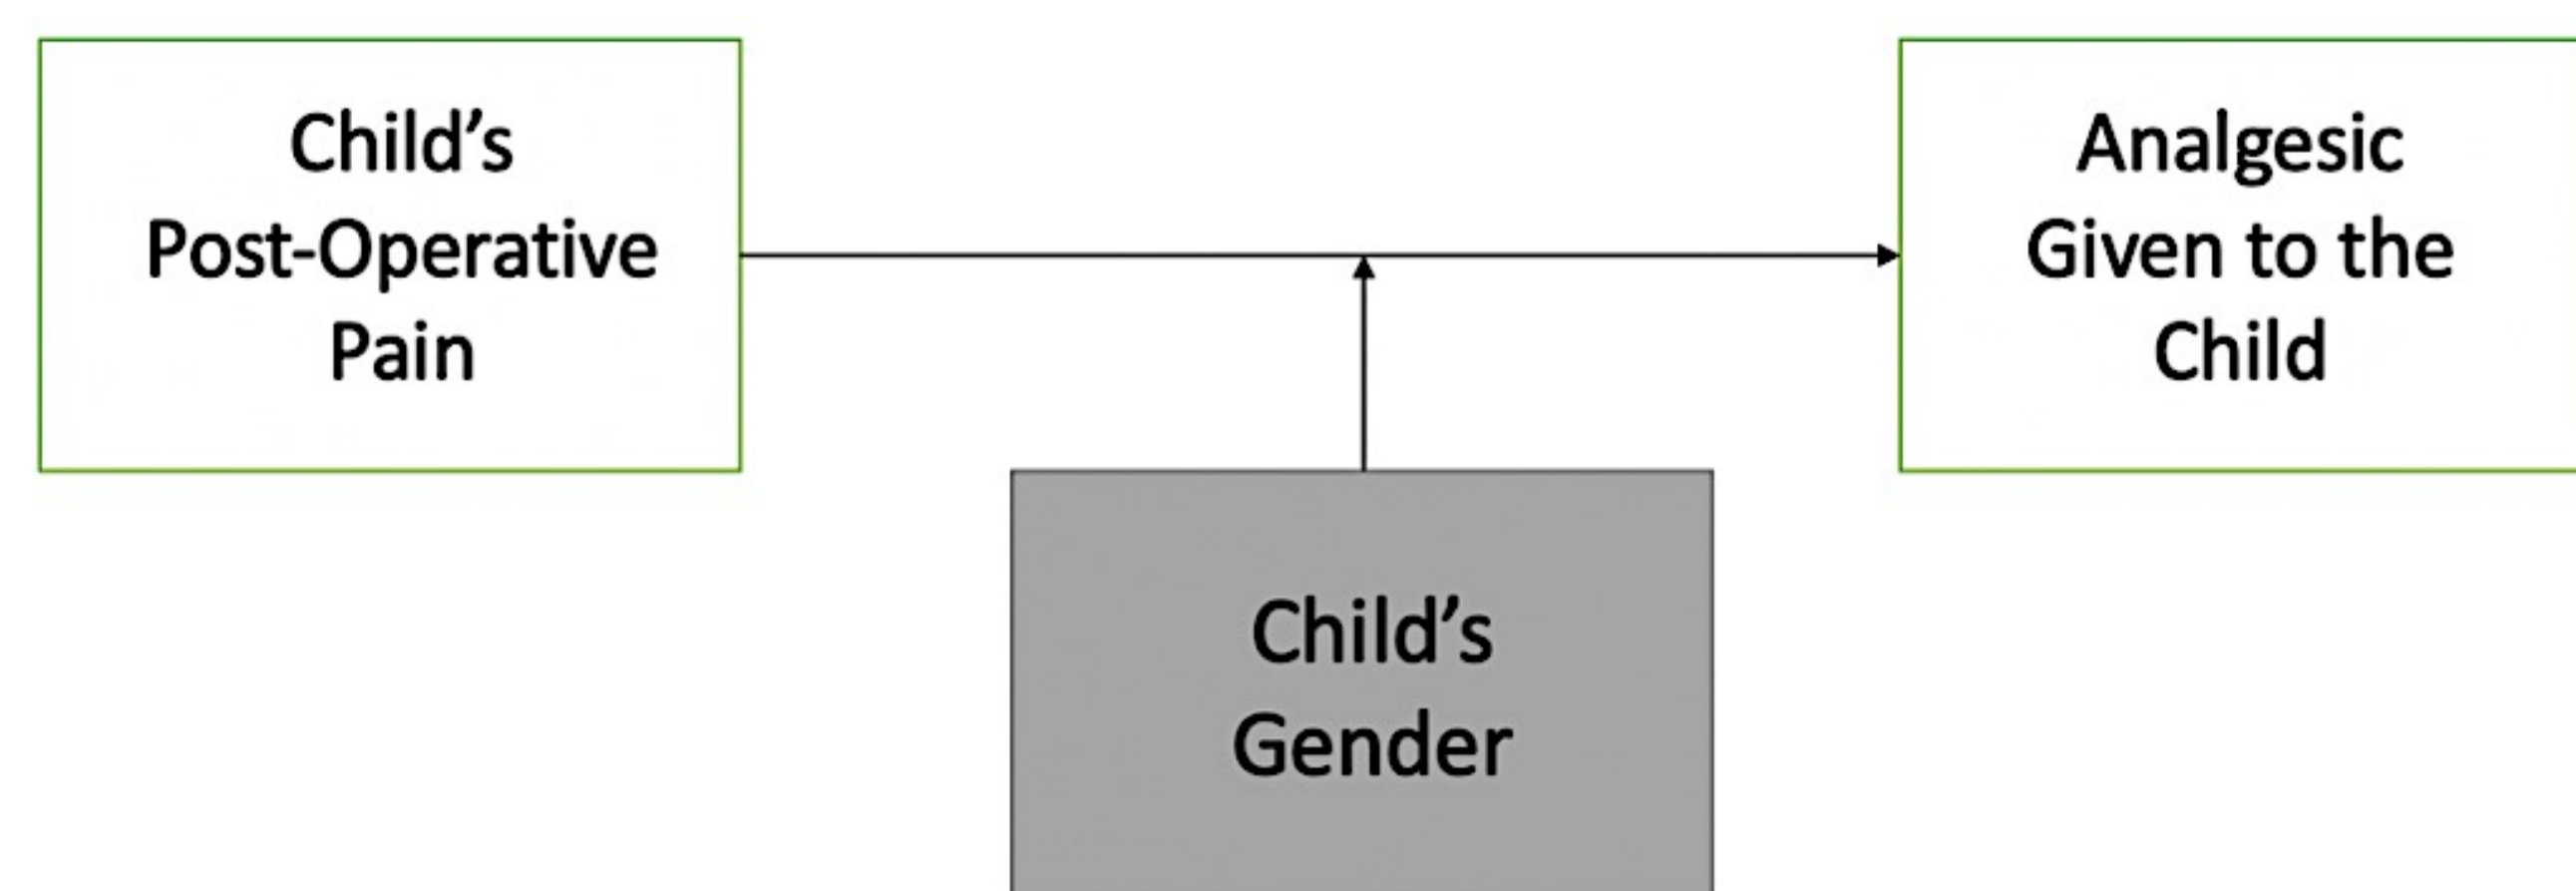 Child’s
Post-Operative
Pain
Analgesic
Given to the
Child
Child’s
Gender